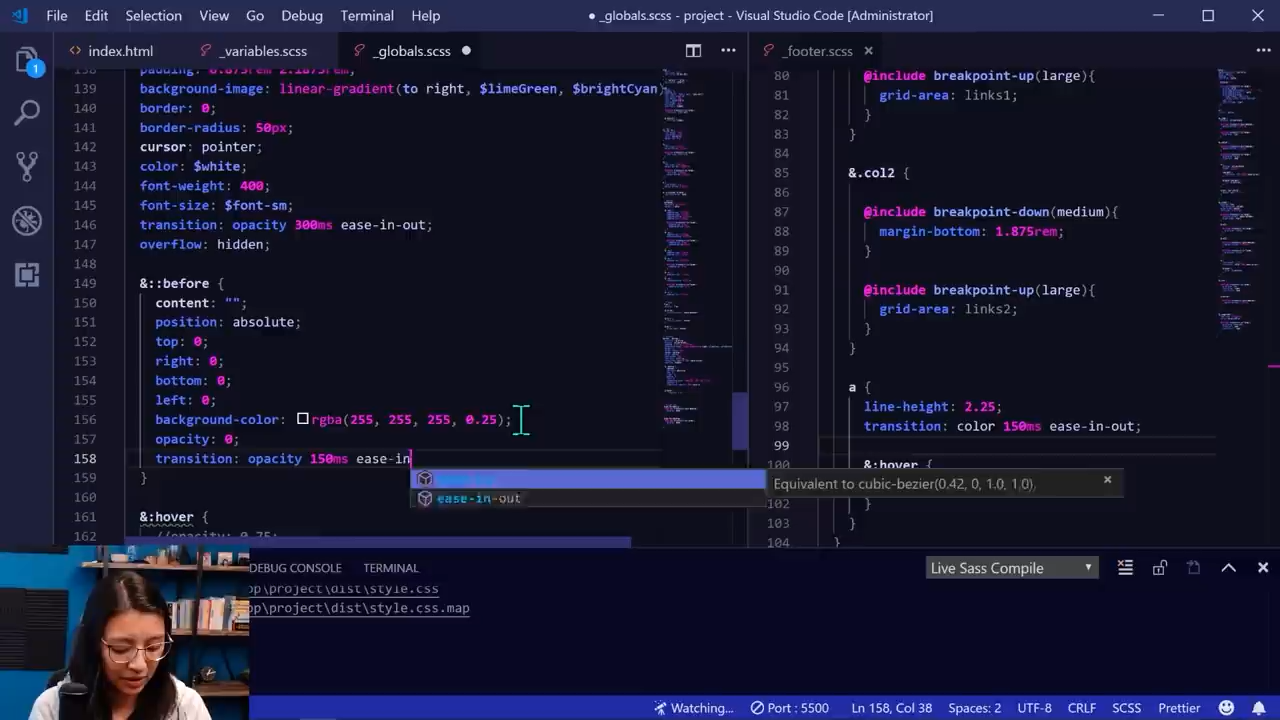 File Edit Selection View Go Debug Terminal Help
● _globals.scss - project - Visual Studio Code [Administrator]
index.html
_variables.scss
_globals.scss
_footer.scss
1
139 background-image: linear-gradient(to right, $limeGreen, $brightCyan)
140 border: 0;
141 border-radius: 50px;
142 cursor: pointer;
143 color: $white;
144 font-weight: 400;
145 font-size: $font-sm;
146 transition: opacity 300ms ease-in-out;
147 overflow: hidden;
148
149 &::before {
150 content: "";
151 position: absolute;
152 top: 0;
153 right: 0;
154 bottom: 0;
155 left: 0;
156 background-color: rgba(255, 255, 255, 0.25);
157 opacity: 0;
158 transition: opacity 150ms ease-in
159 }
160
161 &:hover {
162 //opacity: 0.75;
ease-in-out
Equivalent to cubic-bezier(0.42, 0, 1.0, 1.0),
80 @include breakpoint-up(large){
81 grid-area: links1;
82 }
83 }
84
85 &.col2 {
86
87 @include breakpoint-down(medium){
88 margin-bottom: 1.875rem;
89 }
90
91 @include breakpoint-up(large){
92 grid-area: links2;
93 }
94 }
95
96 a {
97 line-height: 2.25;
98 transition: color 150ms ease-in-out;
99
100 &:hover {
102 }
103 }
104 }
DEBUG CONSOLE TERMINAL
Live Sass Compile
op\project\dist\style.css
op\project\dist\style.css.map
Watching...
Port : 5500
Ln 158, Col 38
Spaces: 2
UTF-8
CRLF
SCSS
Prettier